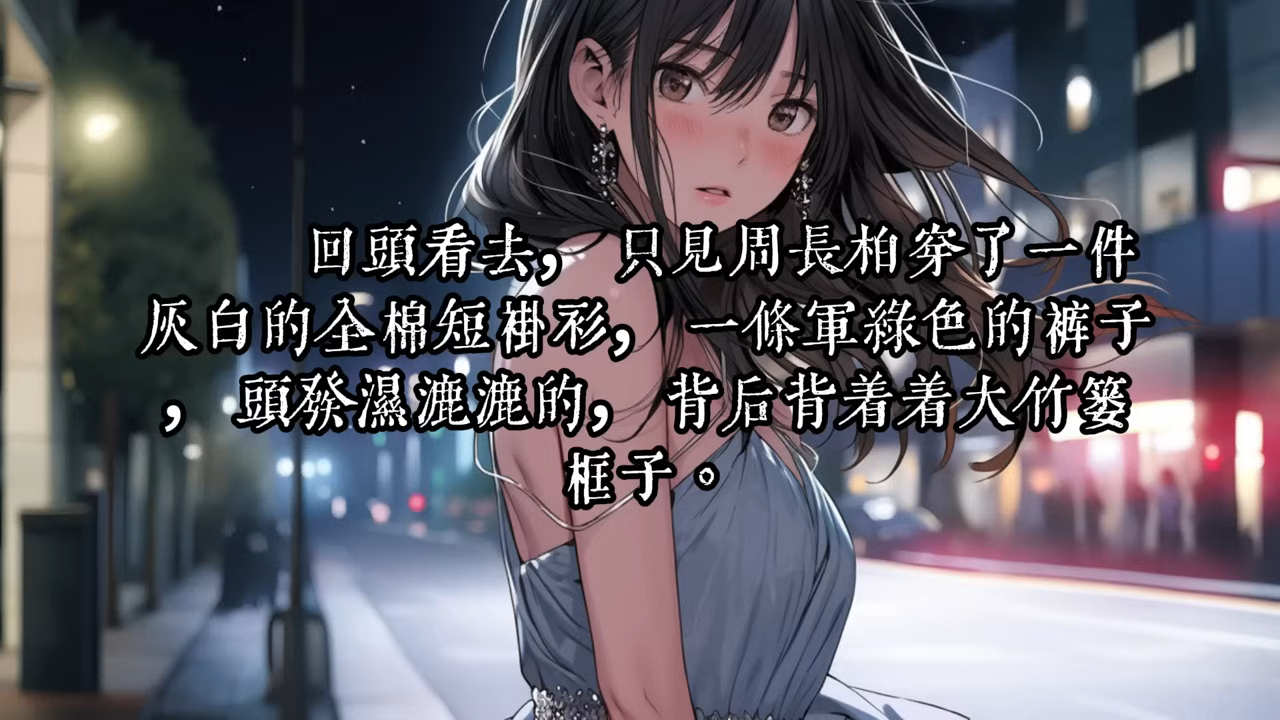 回頭看去， 只見周長柏穿了一件
灰白的全棉短褂衫， 一條軍綠色的裤子
， 頭發濕漉漉的， 背后背着着大竹篓
框子。